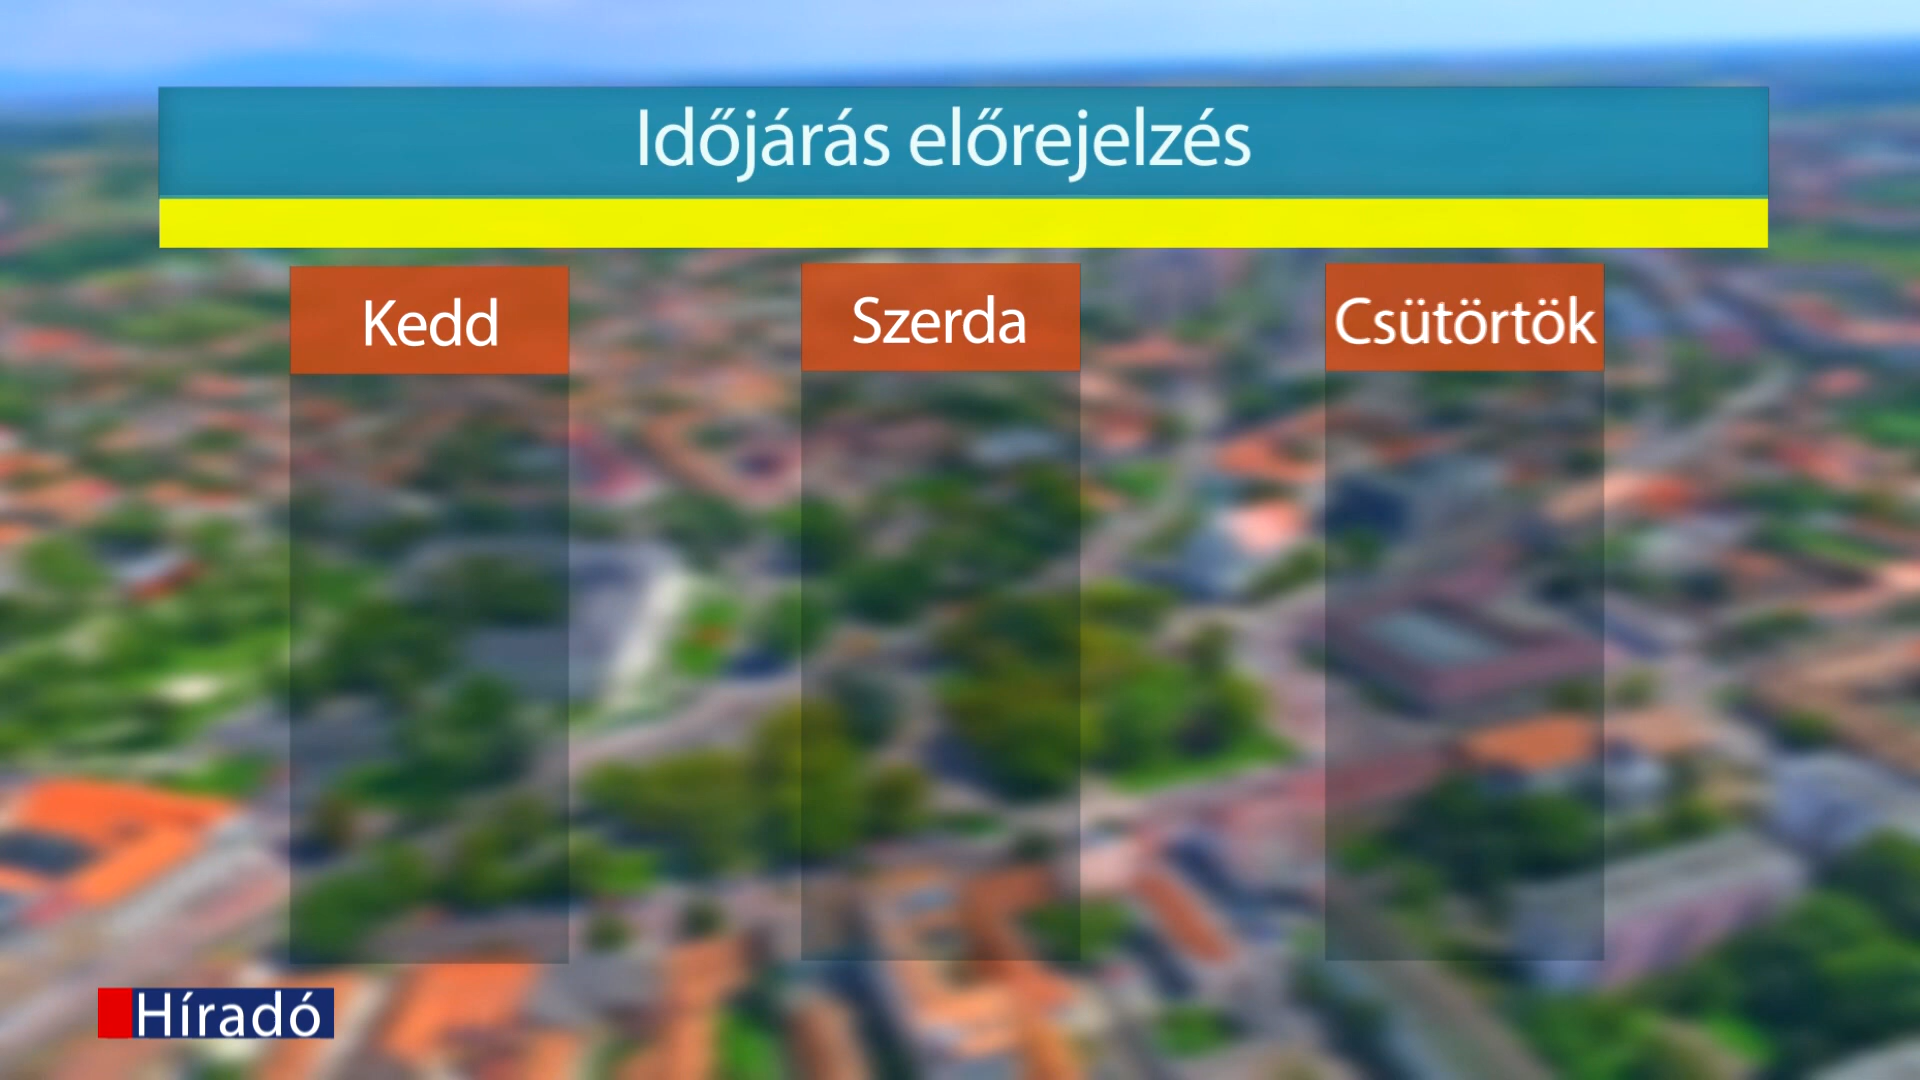 Időjárás előrejelzés
Kedd
Szerda
Csütörtök
Híradó